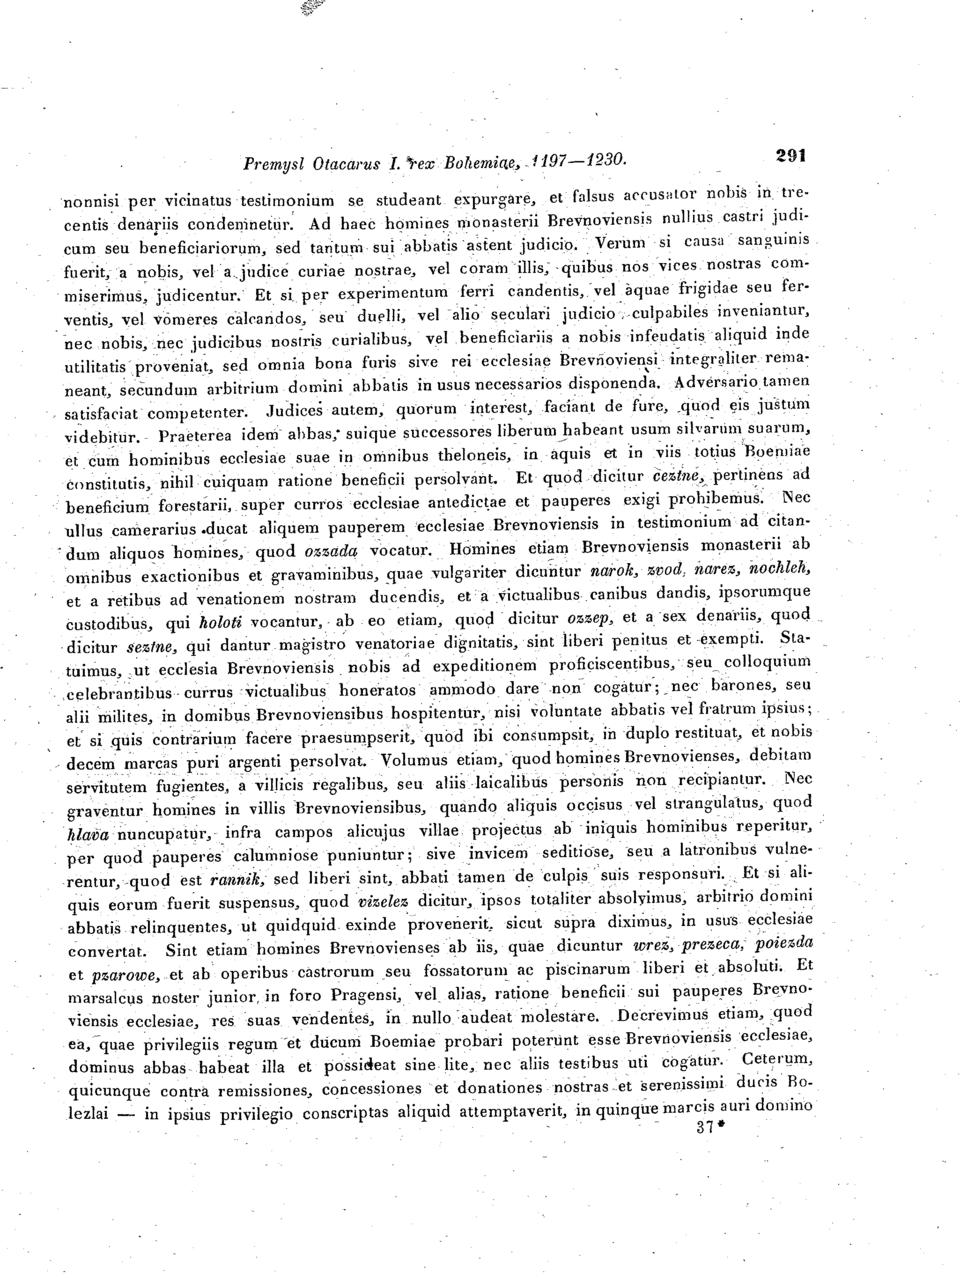 Premysl Otacarus I. rex Bohemiae, 1197—1230. 291
nonnisi per vicinatus testimonium se studeant expurgare, et falsus accusator nobis in tre-
centis denariis condemnetur. Ad haec homines monasterii Brevnoviensis nullius castri judi-
cum seu beneficiariorum, sed tantum sui abbatis astent judicio. Verum si causa sanguinis
fuerit, a nobis, vel a judice curiae nostrae, vel coram illis, quibus nos vices nostras com-
miserimus, judicentur. Et si per experimentum ferri candentis, vel aquae frigidae seu fer-
ventis, vel vomeres calcandos, seu duelli, vel alio seculari judicio culpabiles inveniantur,
nec nobis, nec judicibus nostris curialibus, vel beneficiariis a nobis infeudatis aliquid inde
utilitatis proveniat, sed omnia bona furis sive rei ecclesiae Brevnoviensi integraliter rema-
neant, secundum arbitrium domini abbatis in usus necessarios disponenda. Adversario tamen
satisfaciat competenter. Judices autem, quorum interest, faciant de fure, quod eis justum
videbitur. Praeterea idem abbas, suique successores liberum habeant usum silvarum suarum,
et cum hominibus ecclesiae suae in omnibus theloneis, in aquis et in viis totius Boemiae
constitutis, nihil cuiquam ratione beneficii persolvant. Et quod dicitur čeztné, pertinens ad
beneficium forestarii, super curros ecclesiae antedictae et pauperes exigi prohibemus. Nec
ullus camerarius ducat aliquem pauperem ecclesiae Brevnoviensis in testimonium ad citan-
dum aliquos homines, quod ozzada vocatur. Homines etiam Brevnoviensis monasterii ab
omnibus exactionibus et gravaminibus, quae vulgariter dicuntur narok, zvod, narez, nochleh,
et a retibus ad venationem nostram ducendis, et a victualibus canibus dandis, ipsorumque
custodibus, qui holoti vocantur, ab eo etiam, quod dicitur ozzep, et a sex denariis, quod
dicitur seztne, qui dantur magistro venatoriae dignitatis, sint liberi penitus et exempti. Sta-
tuimus, ut ecclesia Brevnoviensis nobis ad expeditionem proficiscentibus, seu colloquium
celebrantibus currus victualibus honeratos ammodo dare non cogatur; nec barones, seu
alii milites, in domibus Brevnoviensibus hospitentur, nisi voluntate abbatis vel fratrum ipsius;
et si quis contrarium facere praesumpserit, quod ibi consumpsit, in duplo restituat, et nobis
decem marcas puri argenti persolvat. Volumus etiam, quod homines Brevnovienses, debitam
servitutem fugientes, a villicis regalibus, seu aliis laicalibus personis non recipiantur. Nec
graventur homines in villis Brevnoviensibus, quando aliquis occisus vel strangulatus, quod
hlava nuncupatur, infra campos alicujus villae projectus ab iniquis hominibus reperitur,
per quod pauperes calumniose puniuntur; sive invicem seditiose, seu a latronibus vulne-
rentur, quod est rannik, sed liberi sint, abbati tamen de culpis suis responsuri. Et si ali-
quis eorum fuerit suspensus, quod vizelez dicitur, ipsos totaliter absolvimus, arbitrio domini
abbatis relinquentes, ut quidquid exinde provenerit, sicut supra diximus, in usus ecclesiae
convertat. Sint etiam homines Brevnovienses ab iis, quae dicuntur wrez, prezeca, poiezda
et pzarowe, et ab operibus castrorum seu fossatorum ac piscinarum liberi et absoluti. Et
marsalcus noster junior in foro Pragensi, vel alias, ratione beneficii sui pauperes Brevno-
viensis ecclesiae, res suas vendentes, in nullo audeat molestare. Decrevimus etiam, quod
ea, quae privilegiis regum et ducum Boemiae probari poterunt esse Brevnoviensis ecclesiae,
dominus abbas habeat illa et possideat sine lite, nec aliis testibus uti cogatur. Ceterum,
quicunque contra remissiones, concessiones et donationes nostras et serenissimi ducis Bo-
lezlai — in ipsius privilegio conscriptas aliquid attemptaverit, in quinque marcis auri domino
37*